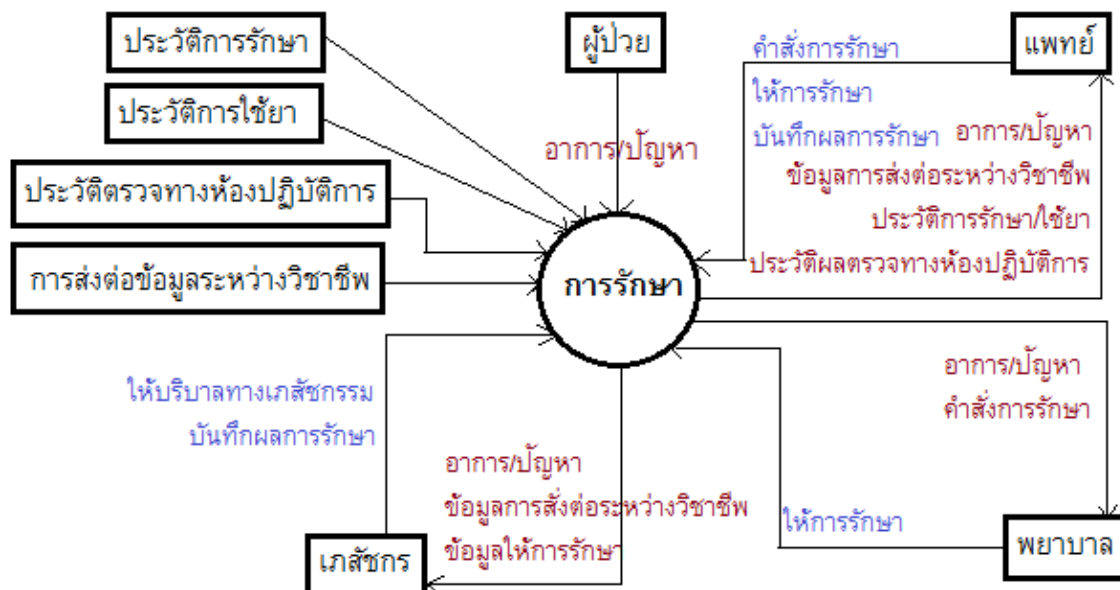 ประวัติการรักษา
ผู้ป่วย
แพทย์
คำสั่งการรักษา
ให้การรักษา
บันทึกผลการรักษา
ประวัติการใช้ยา
อาการ/ปัญหา
อาการ/ปัญหา
ข้อมูลการส่งต่อระหว่างวิชาชีพ
ประวัติการรักษา/ใช้ยา
ประวัติผลตรวจทางห้องปฏิบัติการ
ประวัติตรวจทางห้องปฏิบัติการ
การส่งต่อข้อมูลระหว่างวิชาชีพ
การรักษา
ให้บริบาลทางเภสัชกรรม
บันทึกผลการรักษา
อาการ/ปัญหา
คำสั่งการรักษา
อาการ/ปัญหา
ข้อมูลการสั่งต่อระหว่างวิชาชีพ
ข้อมูลให้การรักษา
ให้การรักษา
เภสัชกร
พยาบาล